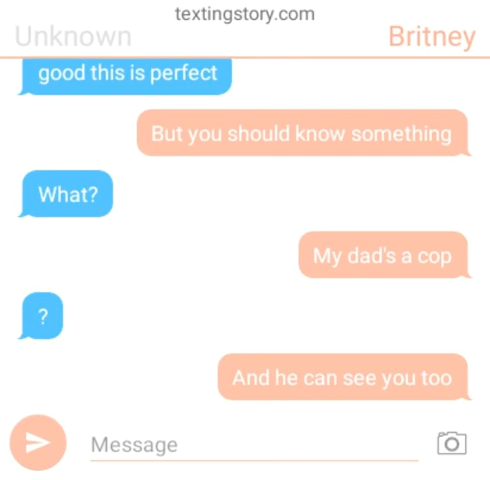 textingstory.com
Unknown
Britney
good this is perfect
But you should know something
What?
My dad's a cop
?
And he can see you too
Message